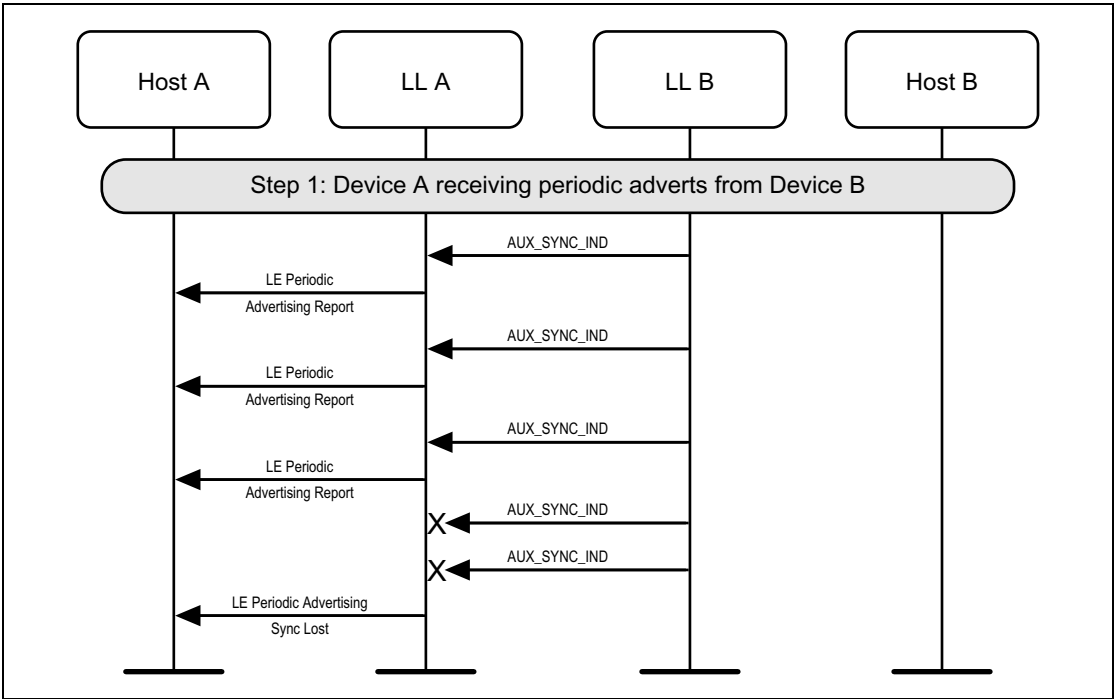 Host A
LL A
LL B
Host B
Step 1: Device A receiving periodic adverts from Device B
AUX_SYNC_IND
LE Periodic
Advertising Report
AUX_SYNC_IND
LE Periodic
Advertising Report
AUX_SYNC_IND
LE Periodic
Advertising Report
X
AUX_SYNC_IND
X
AUX_SYNC_IND
LE Periodic Advertising
Sync Lost